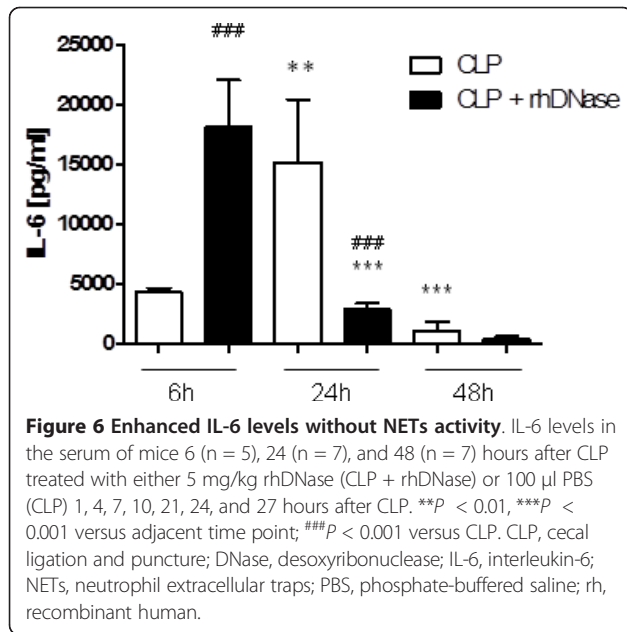 25000
20000
15000
10000
5000
0
IL-6 [pg/ml]
###
**
###
***
***
CLP
CLP + rhDNase
6h
24h
48h
Figure 6 Enhanced IL-6 levels without NETs activity. IL-6 levels in
the serum of mice 6 (n = 5), 24 (n = 7), and 48 (n = 7) hours after CLP
treated with either 5 mg/kg rhDNase (CLP + rhDNase) or 100 μl PBS
(CLP) 1, 4, 7, 10, 21, 24, and 27 hours after CLP. **P < 0.01, ***P <
0.001 versus adjacent time point; ###P < 0.001 versus CLP. CLP, cecal
ligation and puncture; DNase, desoxyribonuclease; IL-6, interleukin-6;
NETs, neutrophil extracellular traps; PBS, phosphate-buffered saline; rh,
recombinant human.